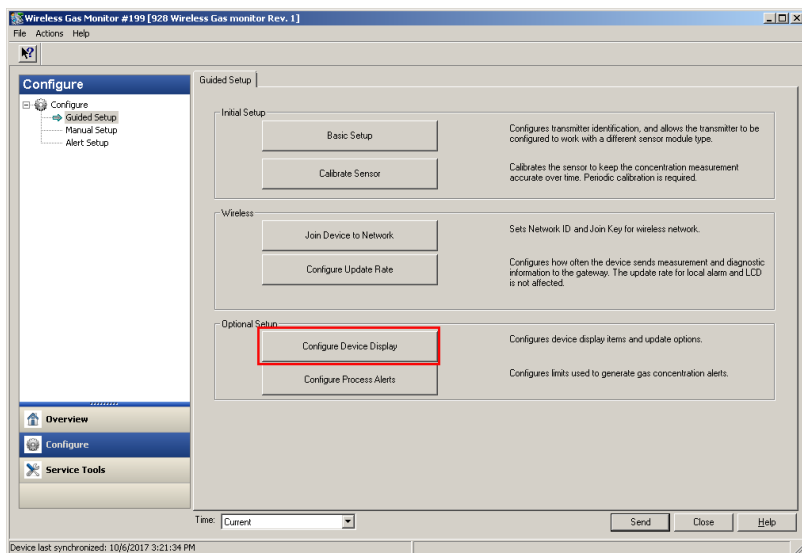 Wireless Gas Monitor #199 [928 Wireless Gas monitor Rev. 1]
File Actions Help
Configure
Guided Setup
Configure
Guided Setup
Manual Setup
Alert Setup
Initial Setup
Basic Setup
Configures transmitter identification, and allows the transmitter to be
configured to work with a different sensor module type.
Calibrate Sensor
Calibrates the sensor to keep the concentration measurement
accurate over time. Periodic calibration is required.
Wireless
Join Device to Network
Sets Network ID and Join Key for wireless network.
Configure Update Rate
Configures how often the device sends measurement and diagnostic
information to the gateway. The update rate for local alarm and LCD
is not affected.
Optional Setup
Configure Device Display
Configures device display items and update options.
Configure Process Alerts
Configures limits used to generate gas concentration alerts.
Overview
Configure
Service Tools
Time: Current
Send Close Help
Device last synchronized: 10/6/2017 3:21:34 PM